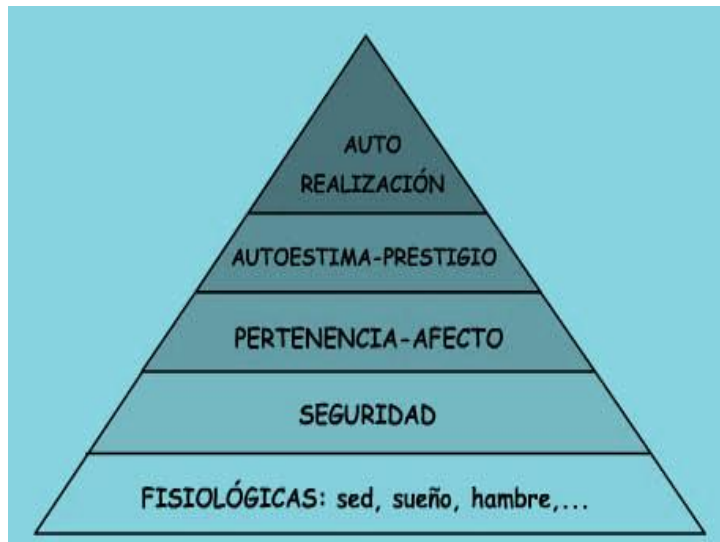 AUTO
REALIZACIÓN
AUTOESTIMA-PRESTIGIO
PERTENENCIA-AFECTO
SEGURIDAD
FISIOLÓGICAS: sed, sueño, hambre,...